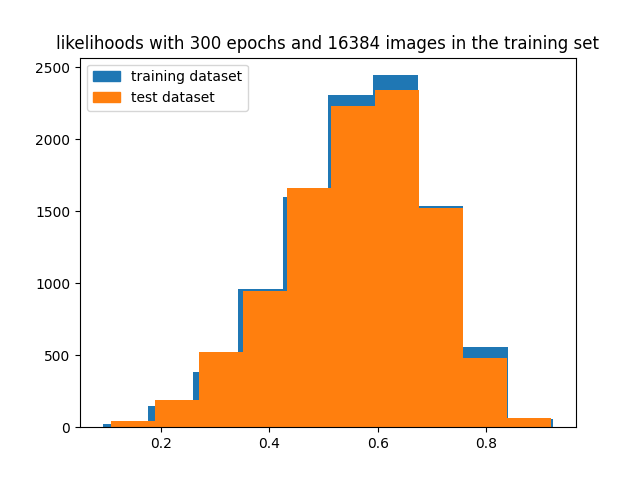 likelihoods with 300 epochs and 16384 images in the training set
training dataset
test dataset
2500
2000
1500
1000
500
0
0.2 0.4 0.6 0.8